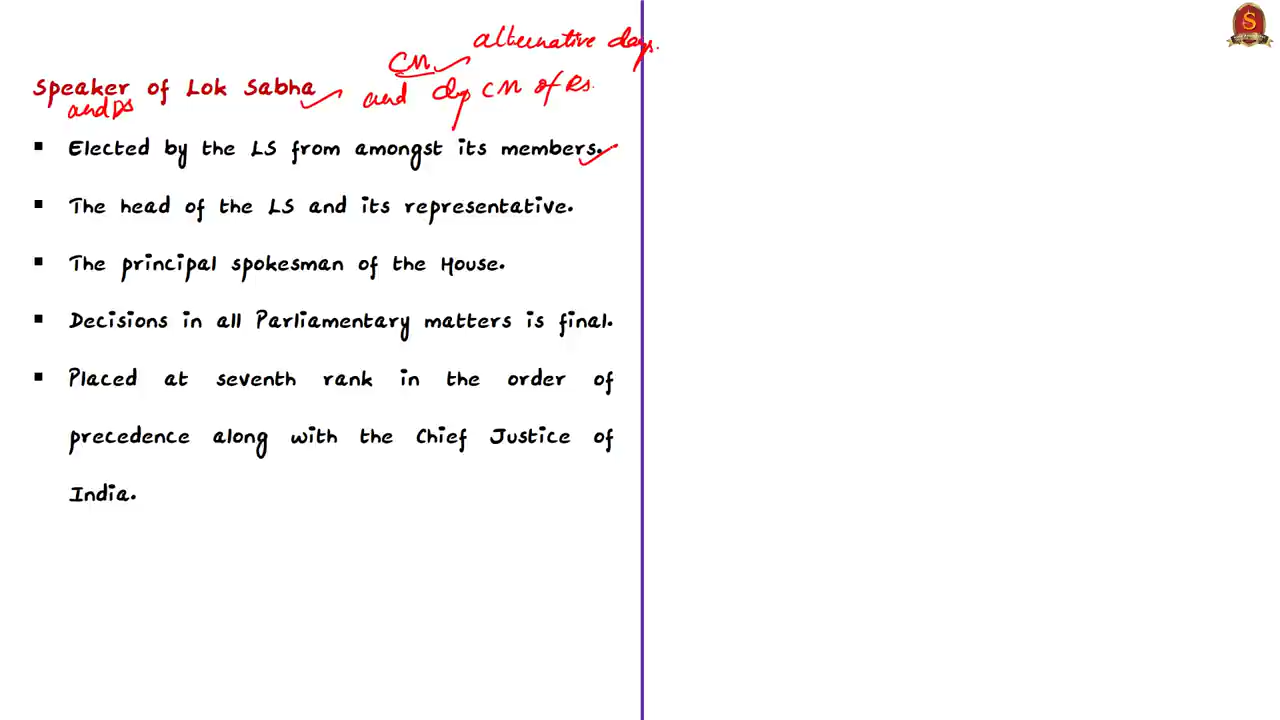 alternative days.
CM
Speaker of Lok Sabha
and dy CM of Rs.
and DS
▪ Elected by the LS from amongst its members.
▪ The head of the LS and its representative.
▪ The principal spokesman of the House.
▪ Decisions in all Parliamentary matters is final.
▪ Placed at seventh rank in the order of
precedence along with the Chief Justice of
India.
S